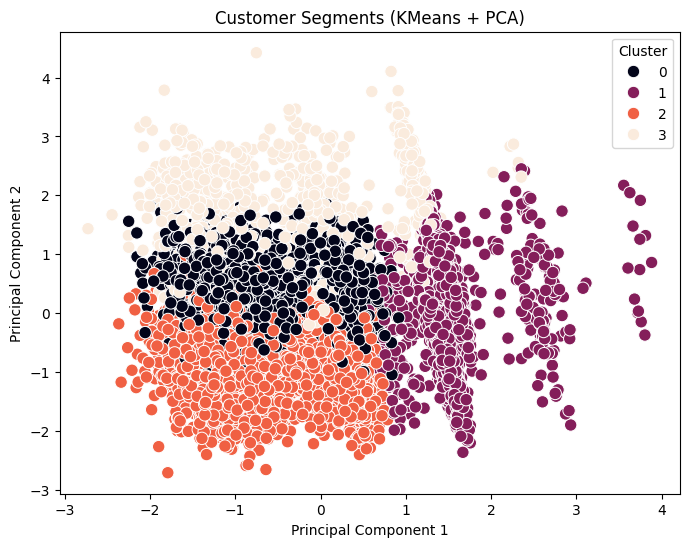 Customer Segments (KMeans + PCA)
Cluster
0
1
2
3
Principal Component 2
4
3
2
1
0
−1
−2
−3
−3 −2 −1 0 1 2 3 4
Principal Component 1